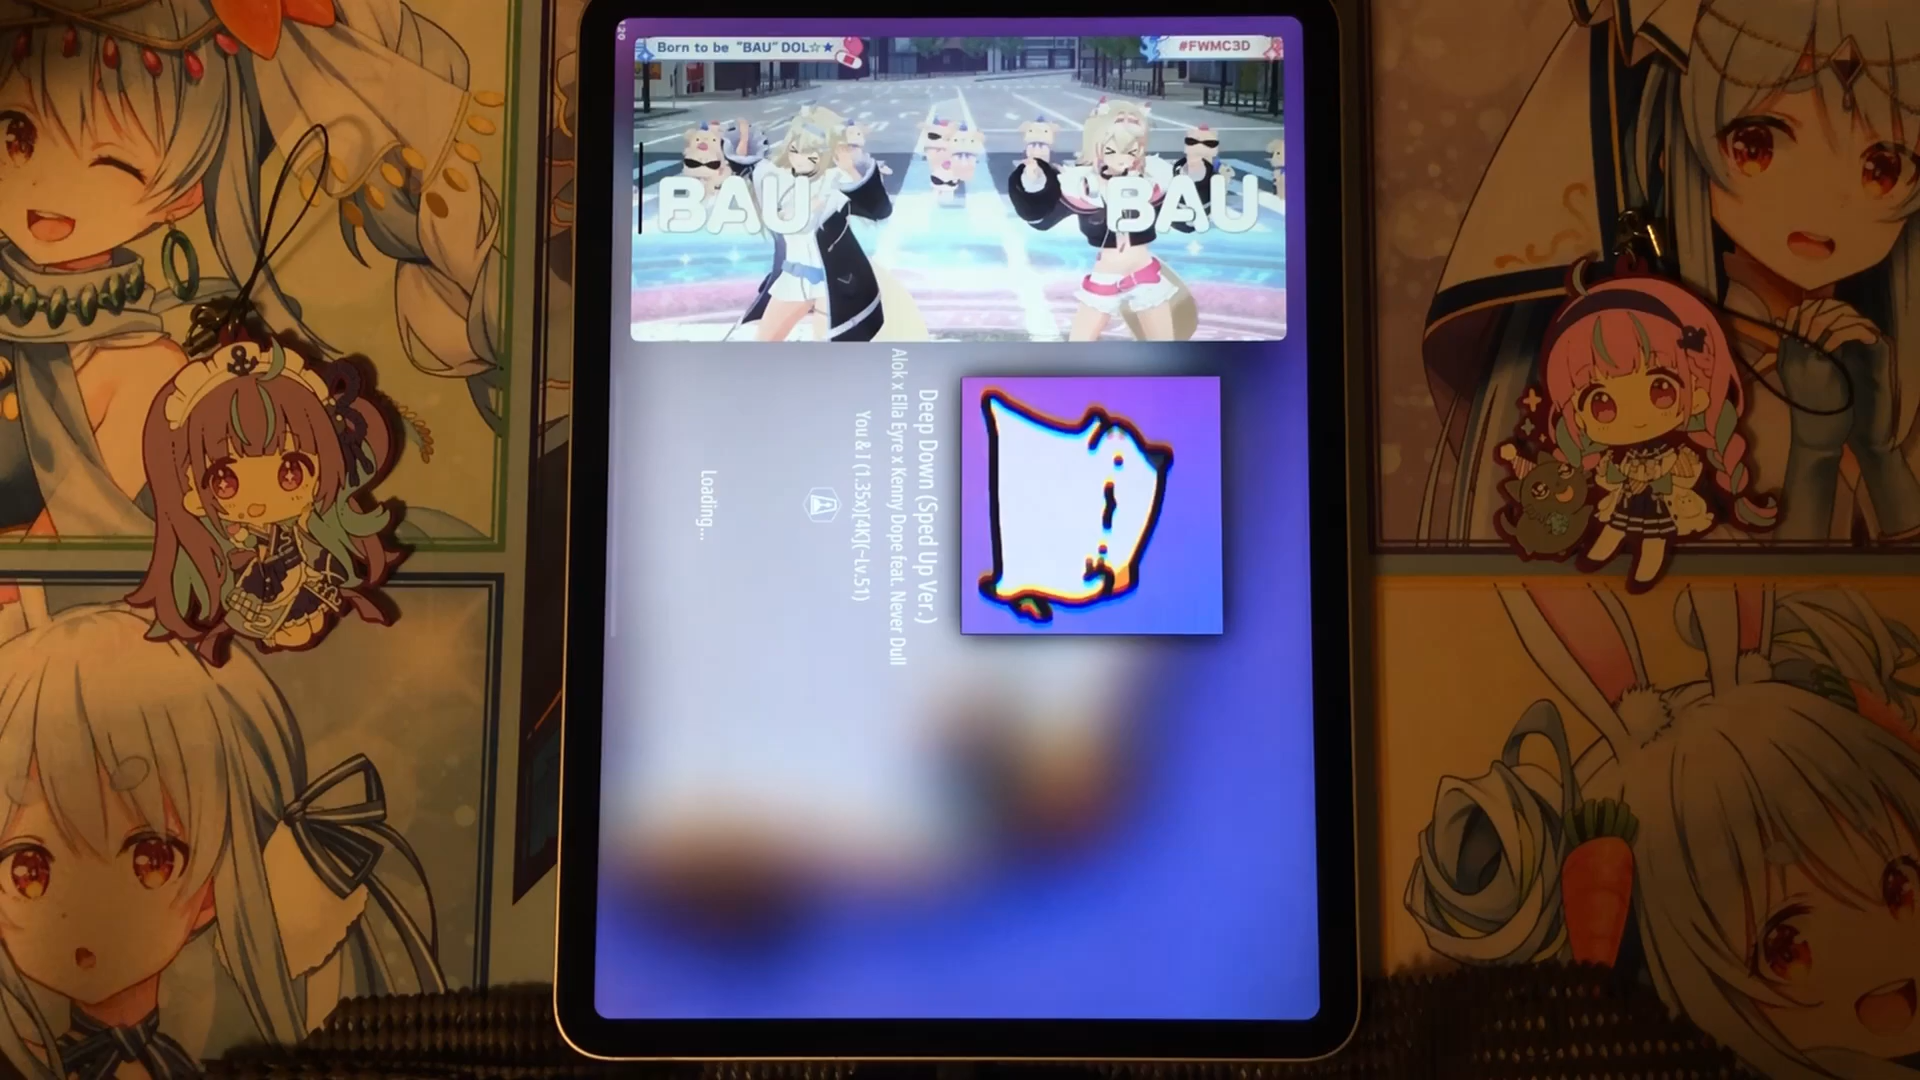 Born to be "BAU" DOL☆★
#FWMC3D
BAU
BAU
Deep Down (Sped Up Ver.)
Alok x Ella Eyre x Kenny Dope feat. Never Dull
You & I (1.35x)[4K](~Lv.51)
Loading...